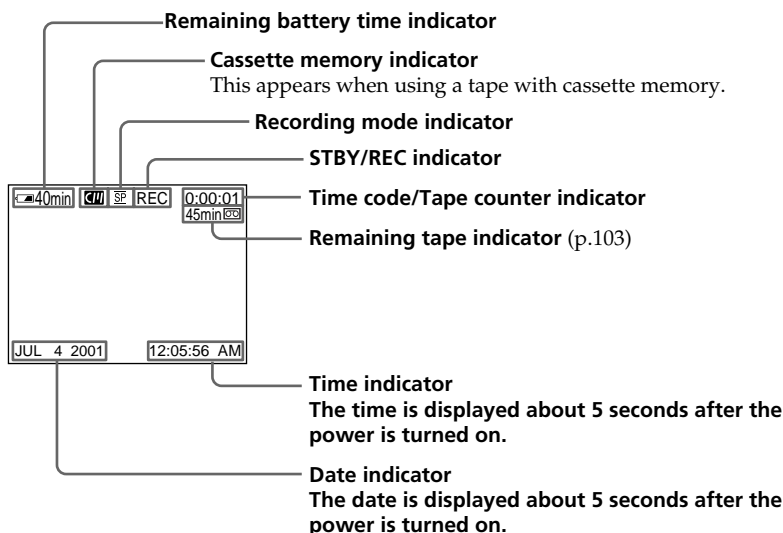 Remaining battery time indicator
Cassette memory indicator
This appears when using a tape with cassette memory.
Recording mode indicator
STBY/REC indicator
40min CM SP REC 0:00:01
Time code/Tape counter indicator
45min
Remaining tape indicator (p.103)
JUL 4 2001 12:05:56 AM
Time indicator
The time is displayed about 5 seconds after the
power is turned on.
Date indicator
The date is displayed about 5 seconds after the
power is turned on.